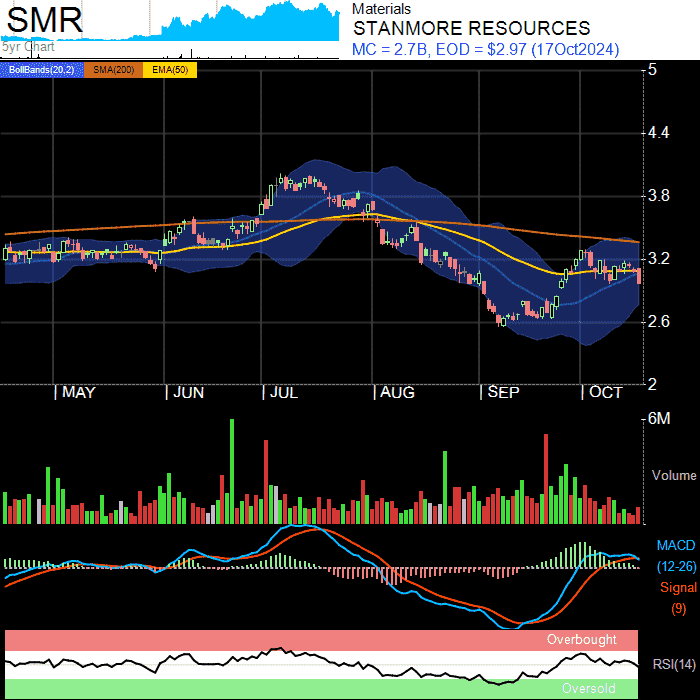 SMR
5yr Chart
Materials
STANMORE RESOURCES
MC = 2.7B, EOD = $2.97 (17Oct2024)
BollBands(20,2) SMA(200) EMA(50)
5
4.4
3.8
3.2
2.6
2
MAY JUN JUL AUG SEP OCT
6M
Volume
MACD
(12-26)
Signal
(9)
Overbought
RSI(14)
Oversold